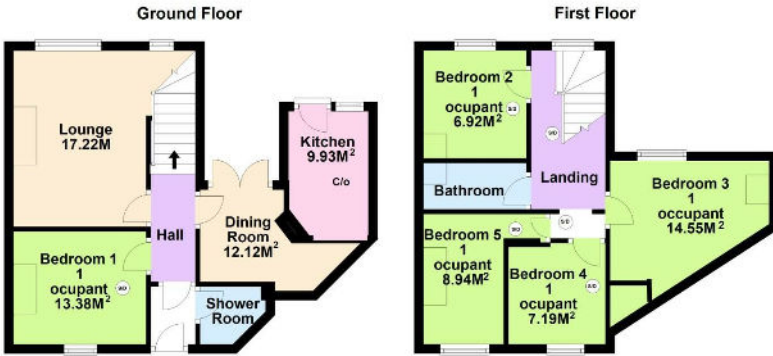 Ground Floor
First Floor
Lounge
17.22M
Kitchen
9.93M²
C/o
Hall
Dining
Room
12.12M²
Bedroom 1
1
ocupant
13.38M²
S/D
Shower
Room
Bedroom 2
1
ocupant
6.92M²
S/D
S/D
Bathroom
Landing
Bedroom 3
1
occupant
14.55M²
S/D
Bedroom 5
1
ocupant
8.94M²
S/D
S/D
Bedroom 4
1
ocupant
7.19M²
S/D